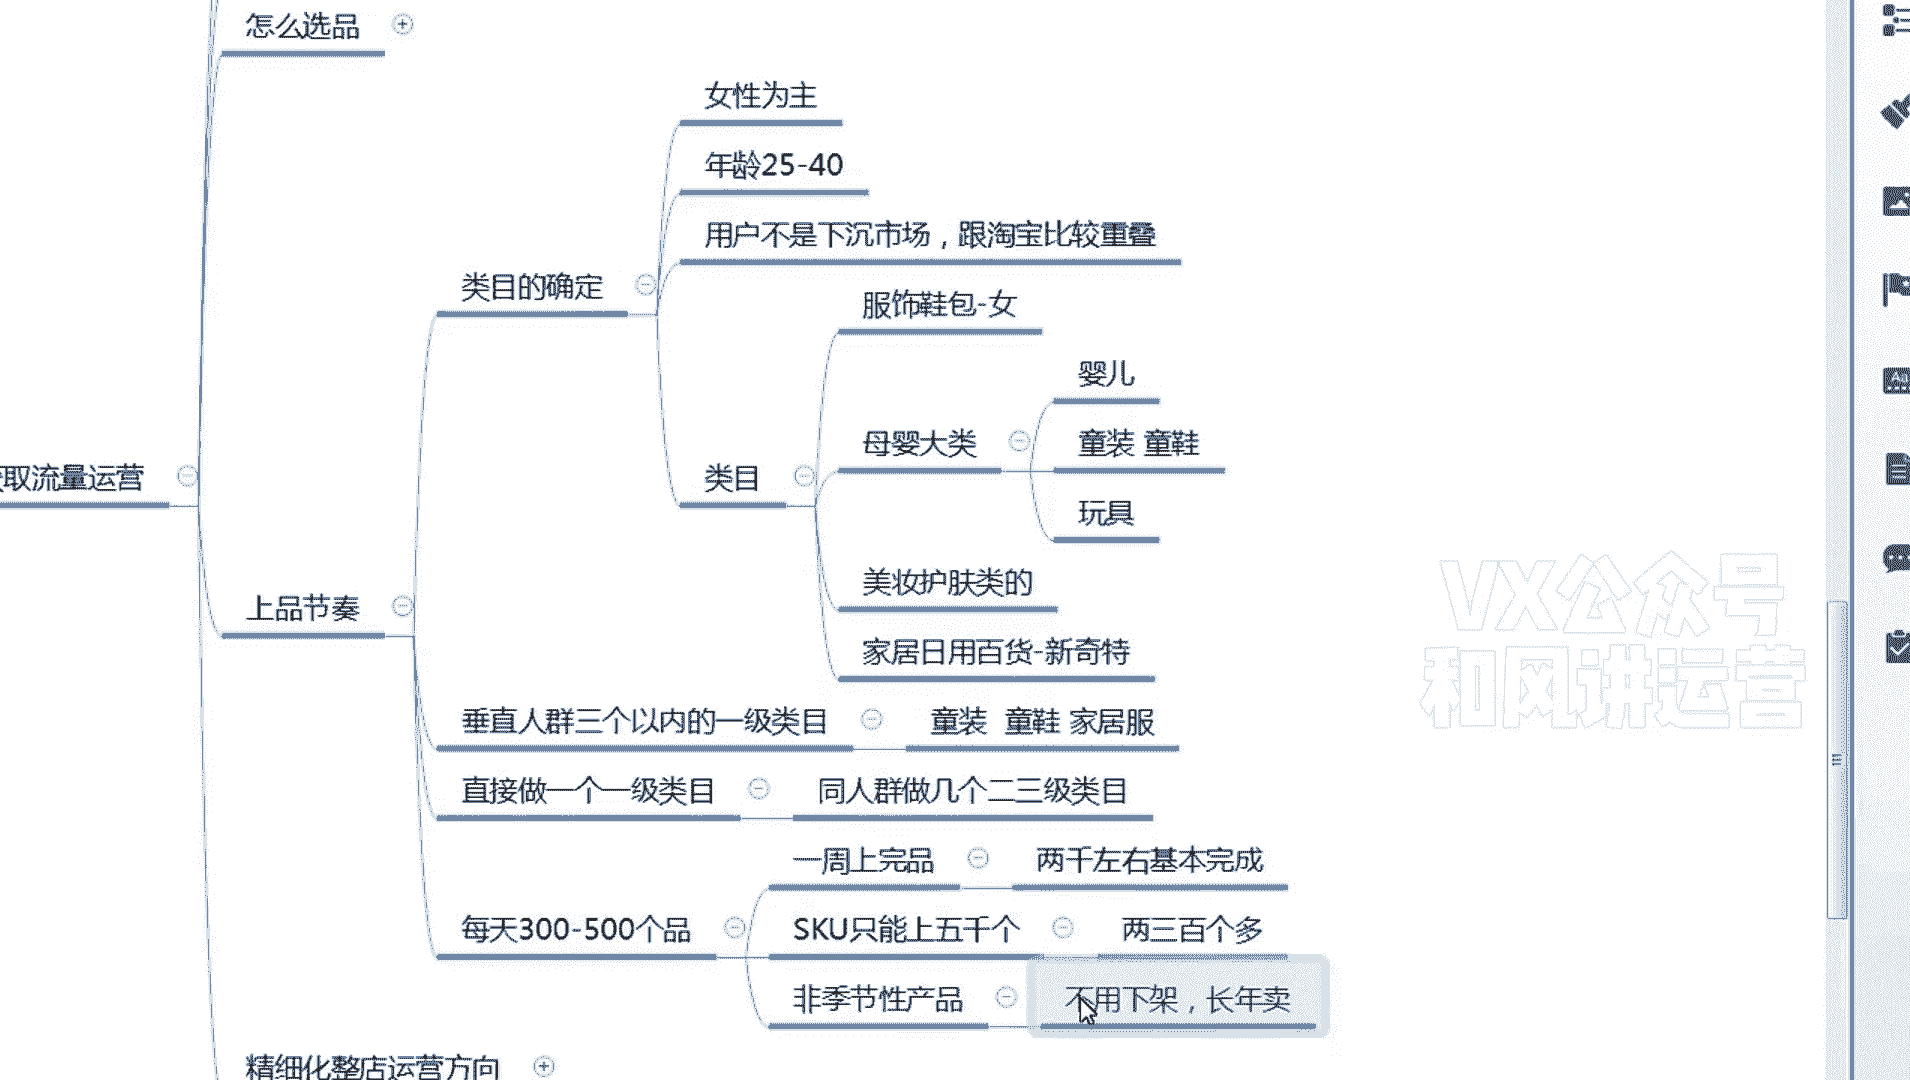 怎么选品
女性为主
年龄25-40
用户不是下沉市场，跟淘宝比较重叠
类目的确定
服饰鞋包-女
婴儿
母婴大类
童装 童鞋
类目
玩具
取流量运营
美妆护肤类的
上品节奏
家居日用百货-新奇特
垂直人群三个以内的一级类目
童装 童鞋 家居服
直接做一个一级类目
同人群做几个二三级类目
一周上完品
两千左右基本完成
每天300-500个品
SKU只能上五千个
两三百个多
非季节性产品
不用下架，长年卖
精细化整店运营方向
VX公众号
和风讲运营